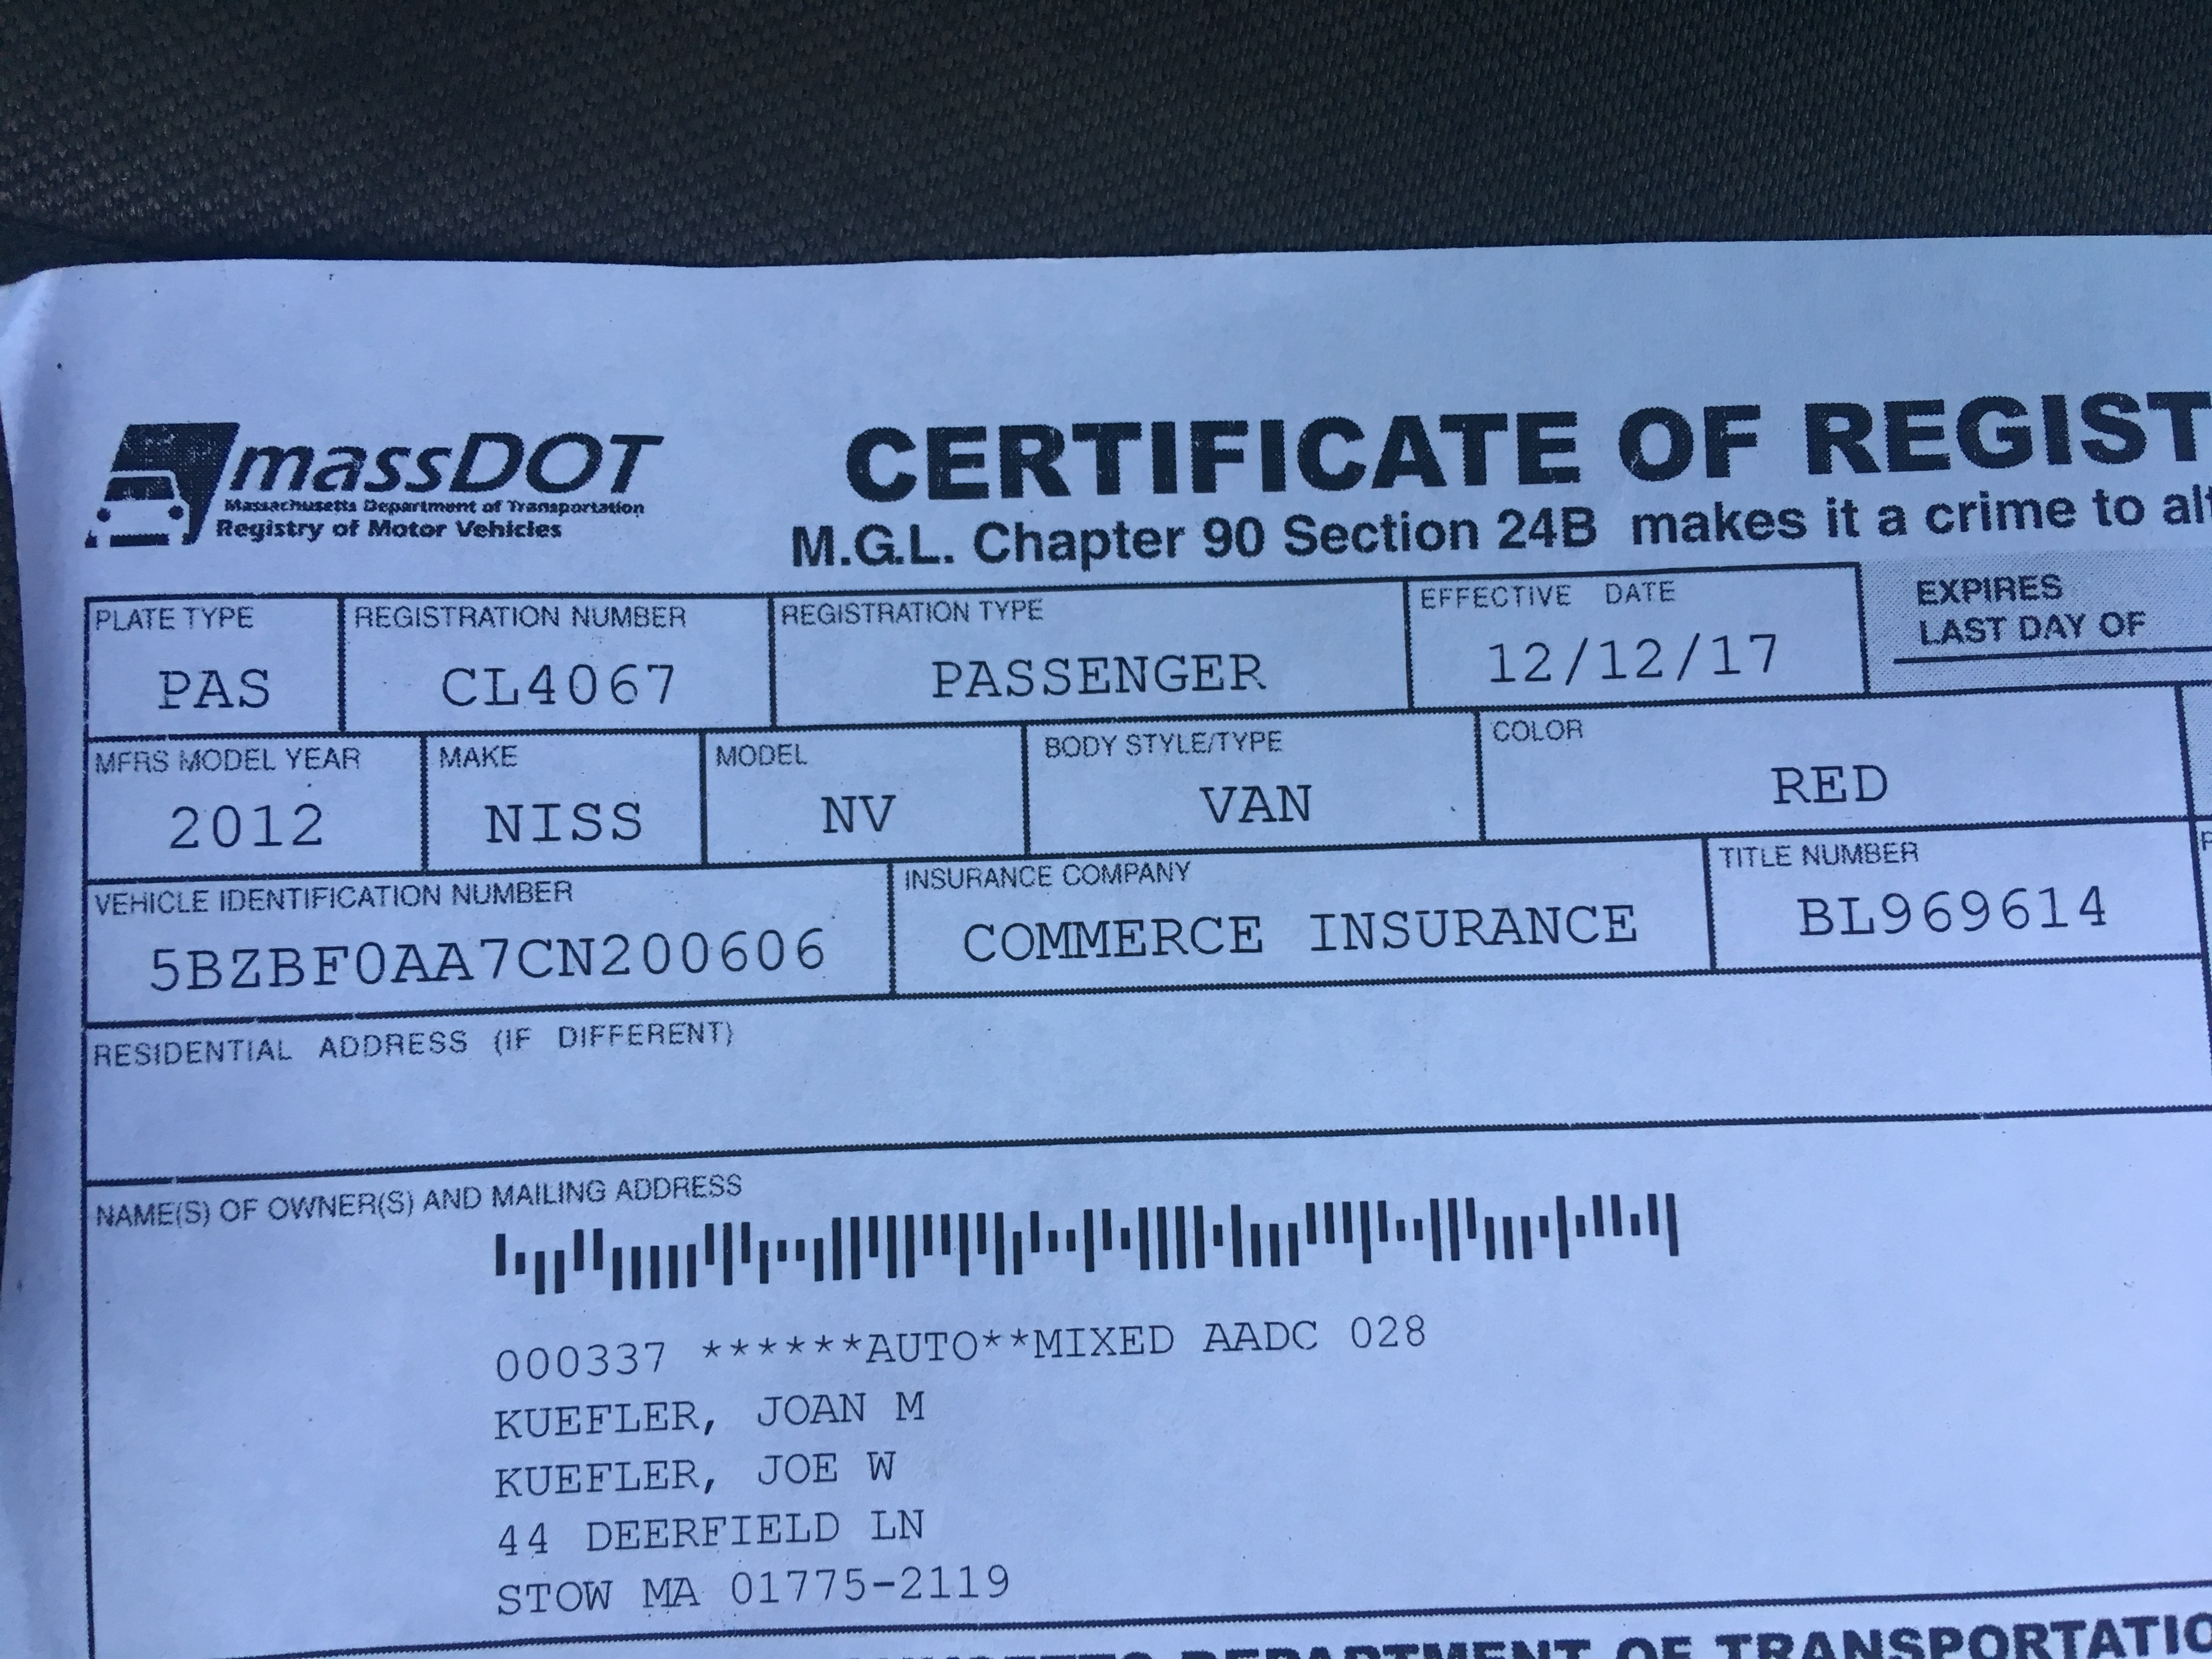 massDOT
Massachusetts Department of Transportation
Registry of Motor Vehicles
CERTIFICATE OF REGIST
M.G.L. Chapter 90 Section 24B makes it a crime to alt
PLATE TYPE REGISTRATION NUMBER REGISTRATION TYPE EFFECTIVE DATE EXPIRES
LAST DAY OF
PAS CL4067 PASSENGER 12/12/17
MFRS MODEL YEAR MAKE MODEL BODY STYLE/TYPE COLOR
2012 NISS NV VAN RED
VEHICLE IDENTIFICATION NUMBER INSURANCE COMPANY TITLE NUMBER
5BZBF0AA7CN200606 COMMERCE INSURANCE BL969614
RESIDENTIAL ADDRESS (IF DIFFERENT)
NAME(S) OF OWNER(S) AND MAILING ADDRESS
000337 ******AUTO**MIXED AADC 028
KUEFLER, JOAN M
KUEFLER, JOE W
44 DEERFIELD LN
STOW MA 01775-2119
DEPARTMENT OF TRANSPORTATIO